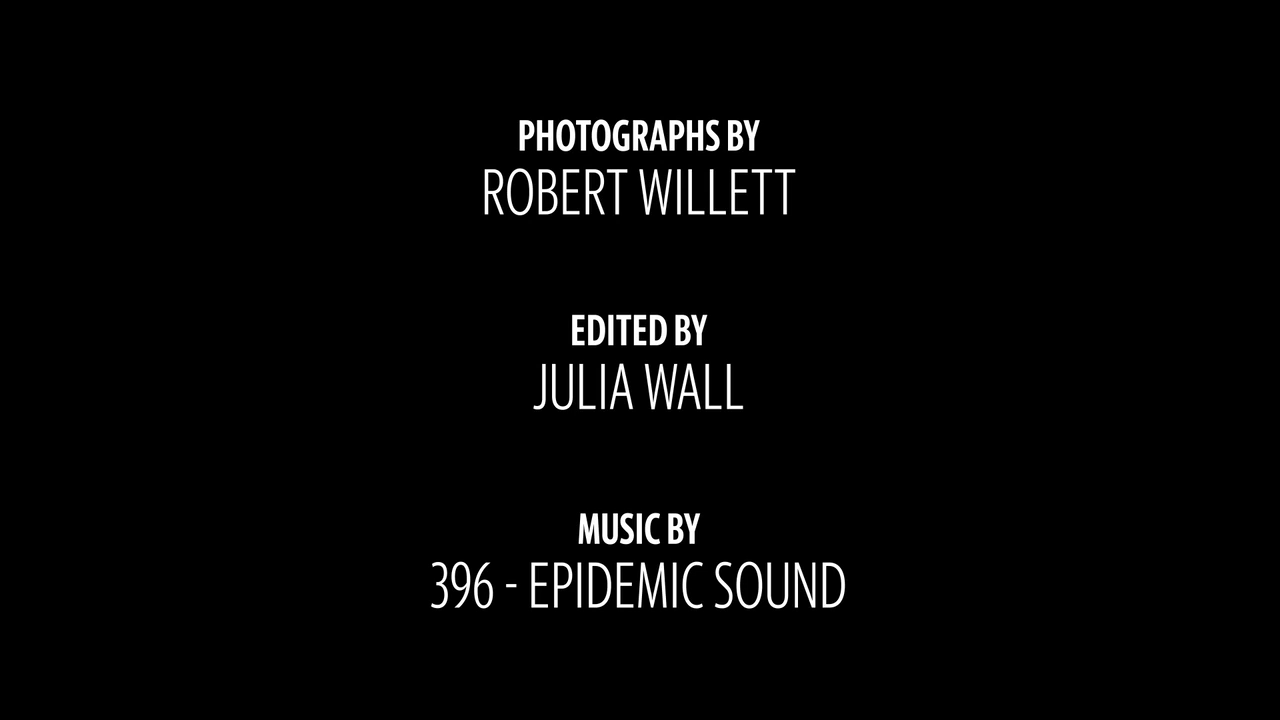 PHOTOGRAPHS BY
ROBERT WILLETT
EDITED BY
JULIA WALL
MUSIC BY
396 - EPIDEMIC SOUND